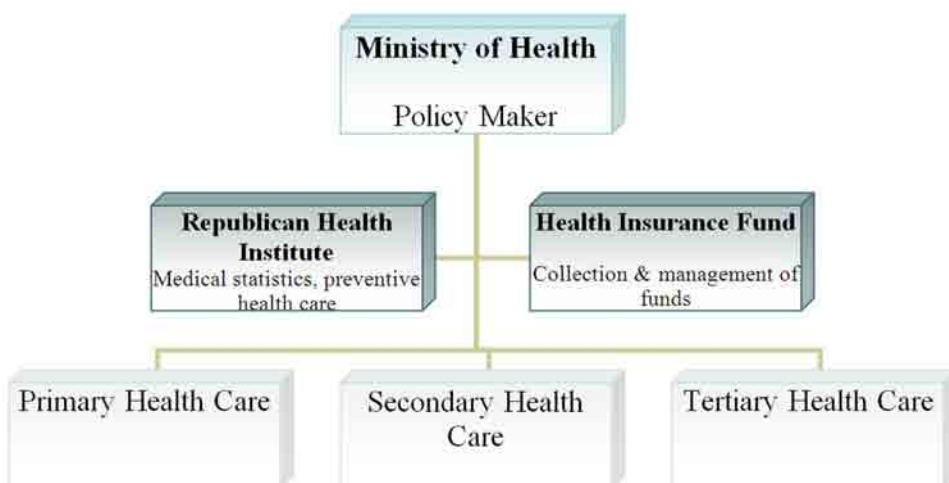 Ministry of Health
Policy Maker
Republican Health
Institute
Medical statistics, preventive
health care
Health Insurance Fund
Collection & management of
funds
Primary Health Care
Secondary Health
Care
Tertiary Health Care